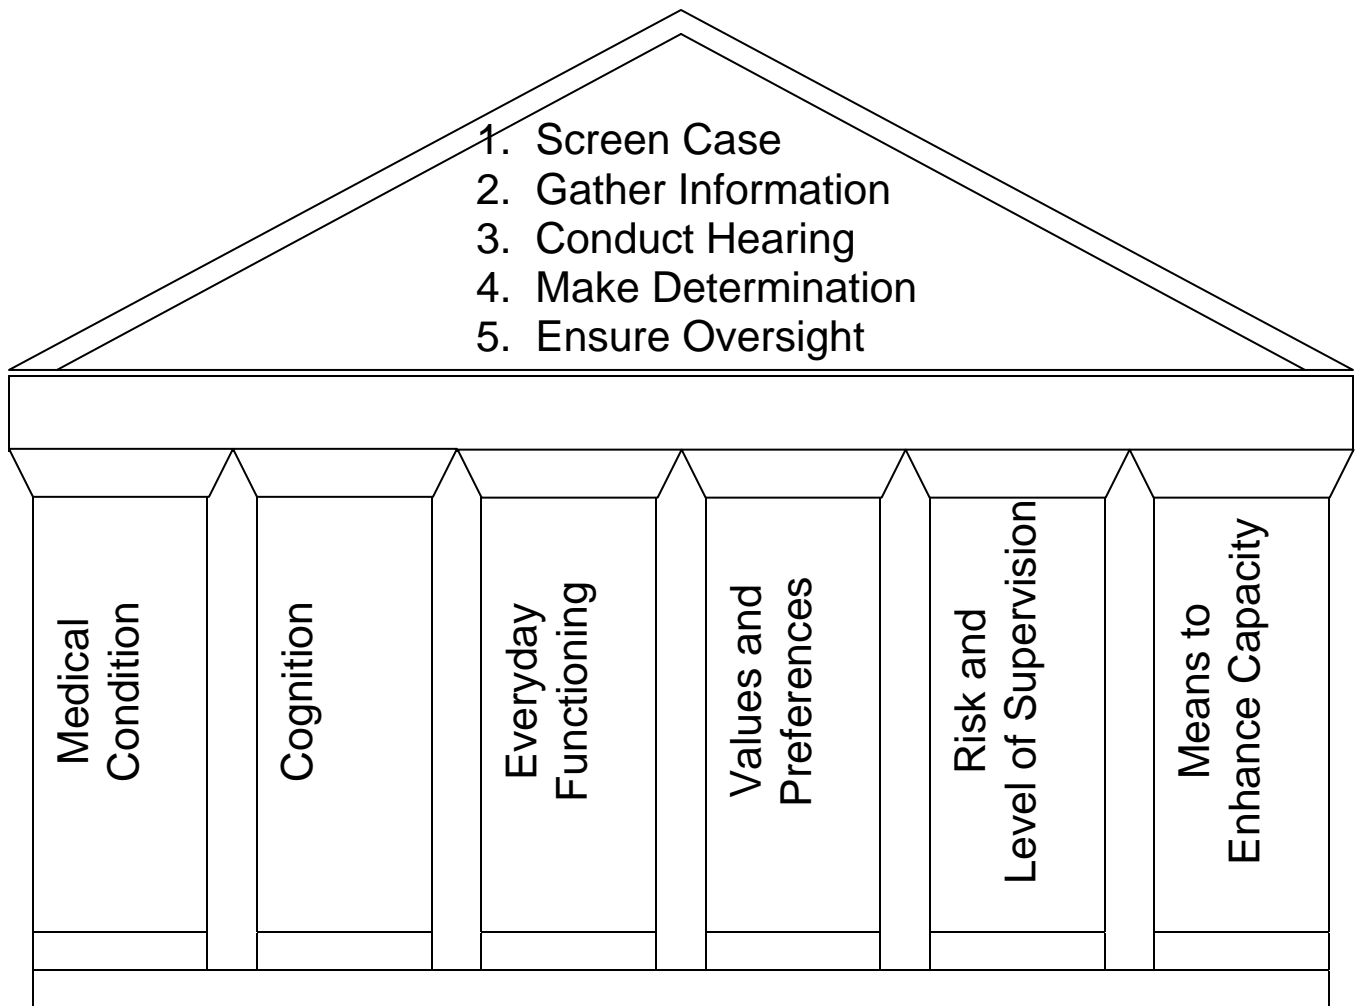 1. Screen Case
2. Gather Information
3. Conduct Hearing
4. Make Determination
5. Ensure Oversight
Medical
Condition
Cognition
Everyday
Functioning
Values and
Preferences
Risk and
Level of Supervision
Means to
Enhance Capacity